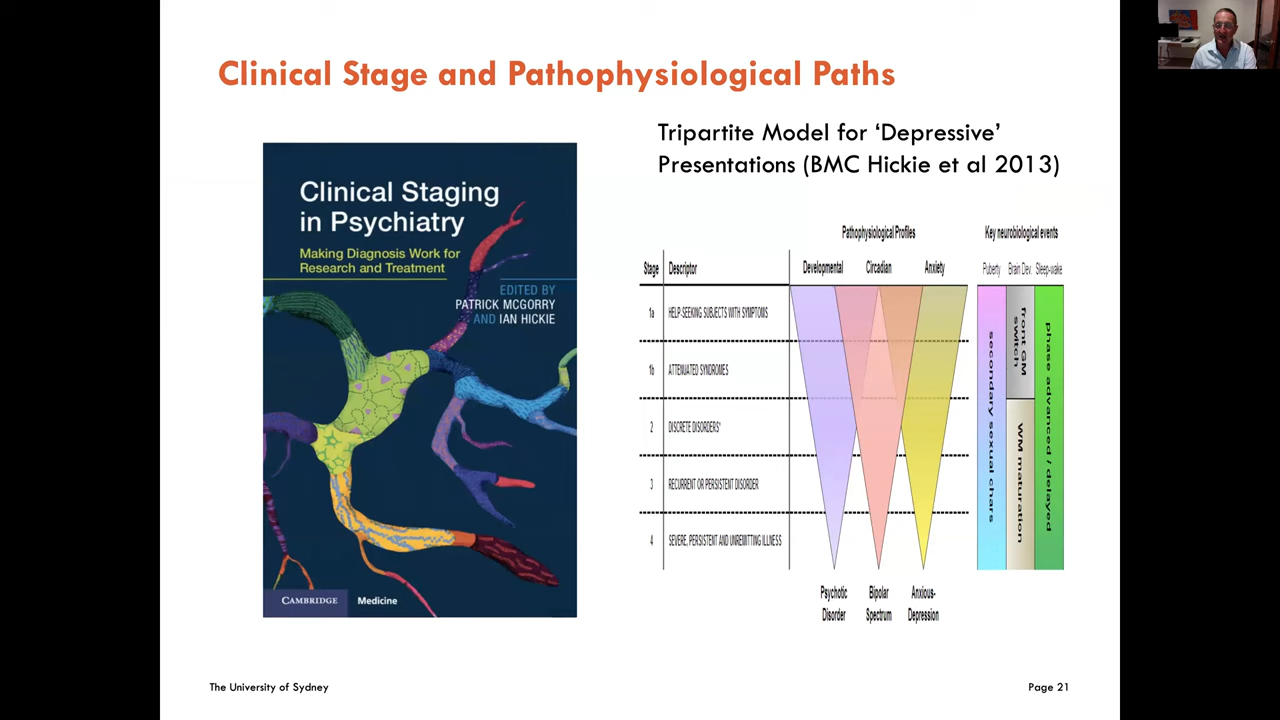 Clinical Stage and Pathophysiological Paths
Clinical Staging
in Psychiatry
Making Diagnosis Work for
Research and Treatment
EDITED BY
PATRICK MCGORRY
AND IAN HICKIE
CAMBRIDGE Medicine
Tripartite Model for ‘Depressive’
Presentations (BMC Hickie et al 2013)
Pathophysiological Profiles
Key neurobiological events
Stage Descriptor Developmental Circadian Anxiety Puberty Brain Dev. Sleep-wake
1a HELP-SEEKING SUBJECTS WITH SYMPTOMS
1b ATTENUATED SYNDROMES
2 DISCRETE DISORDERS*
3 RECURRENT OR PERSISTENT DISORDER
4 SEVERE, PERSISTENT AND UNREMITTING ILLNESS
secondary sexual chars
front GM
switch
WM maturation
phase advanced / delayed
Psychotic
Disorder
Bipolar
Spectrum
Anxious-
Depression
The University of Sydney
Page 21